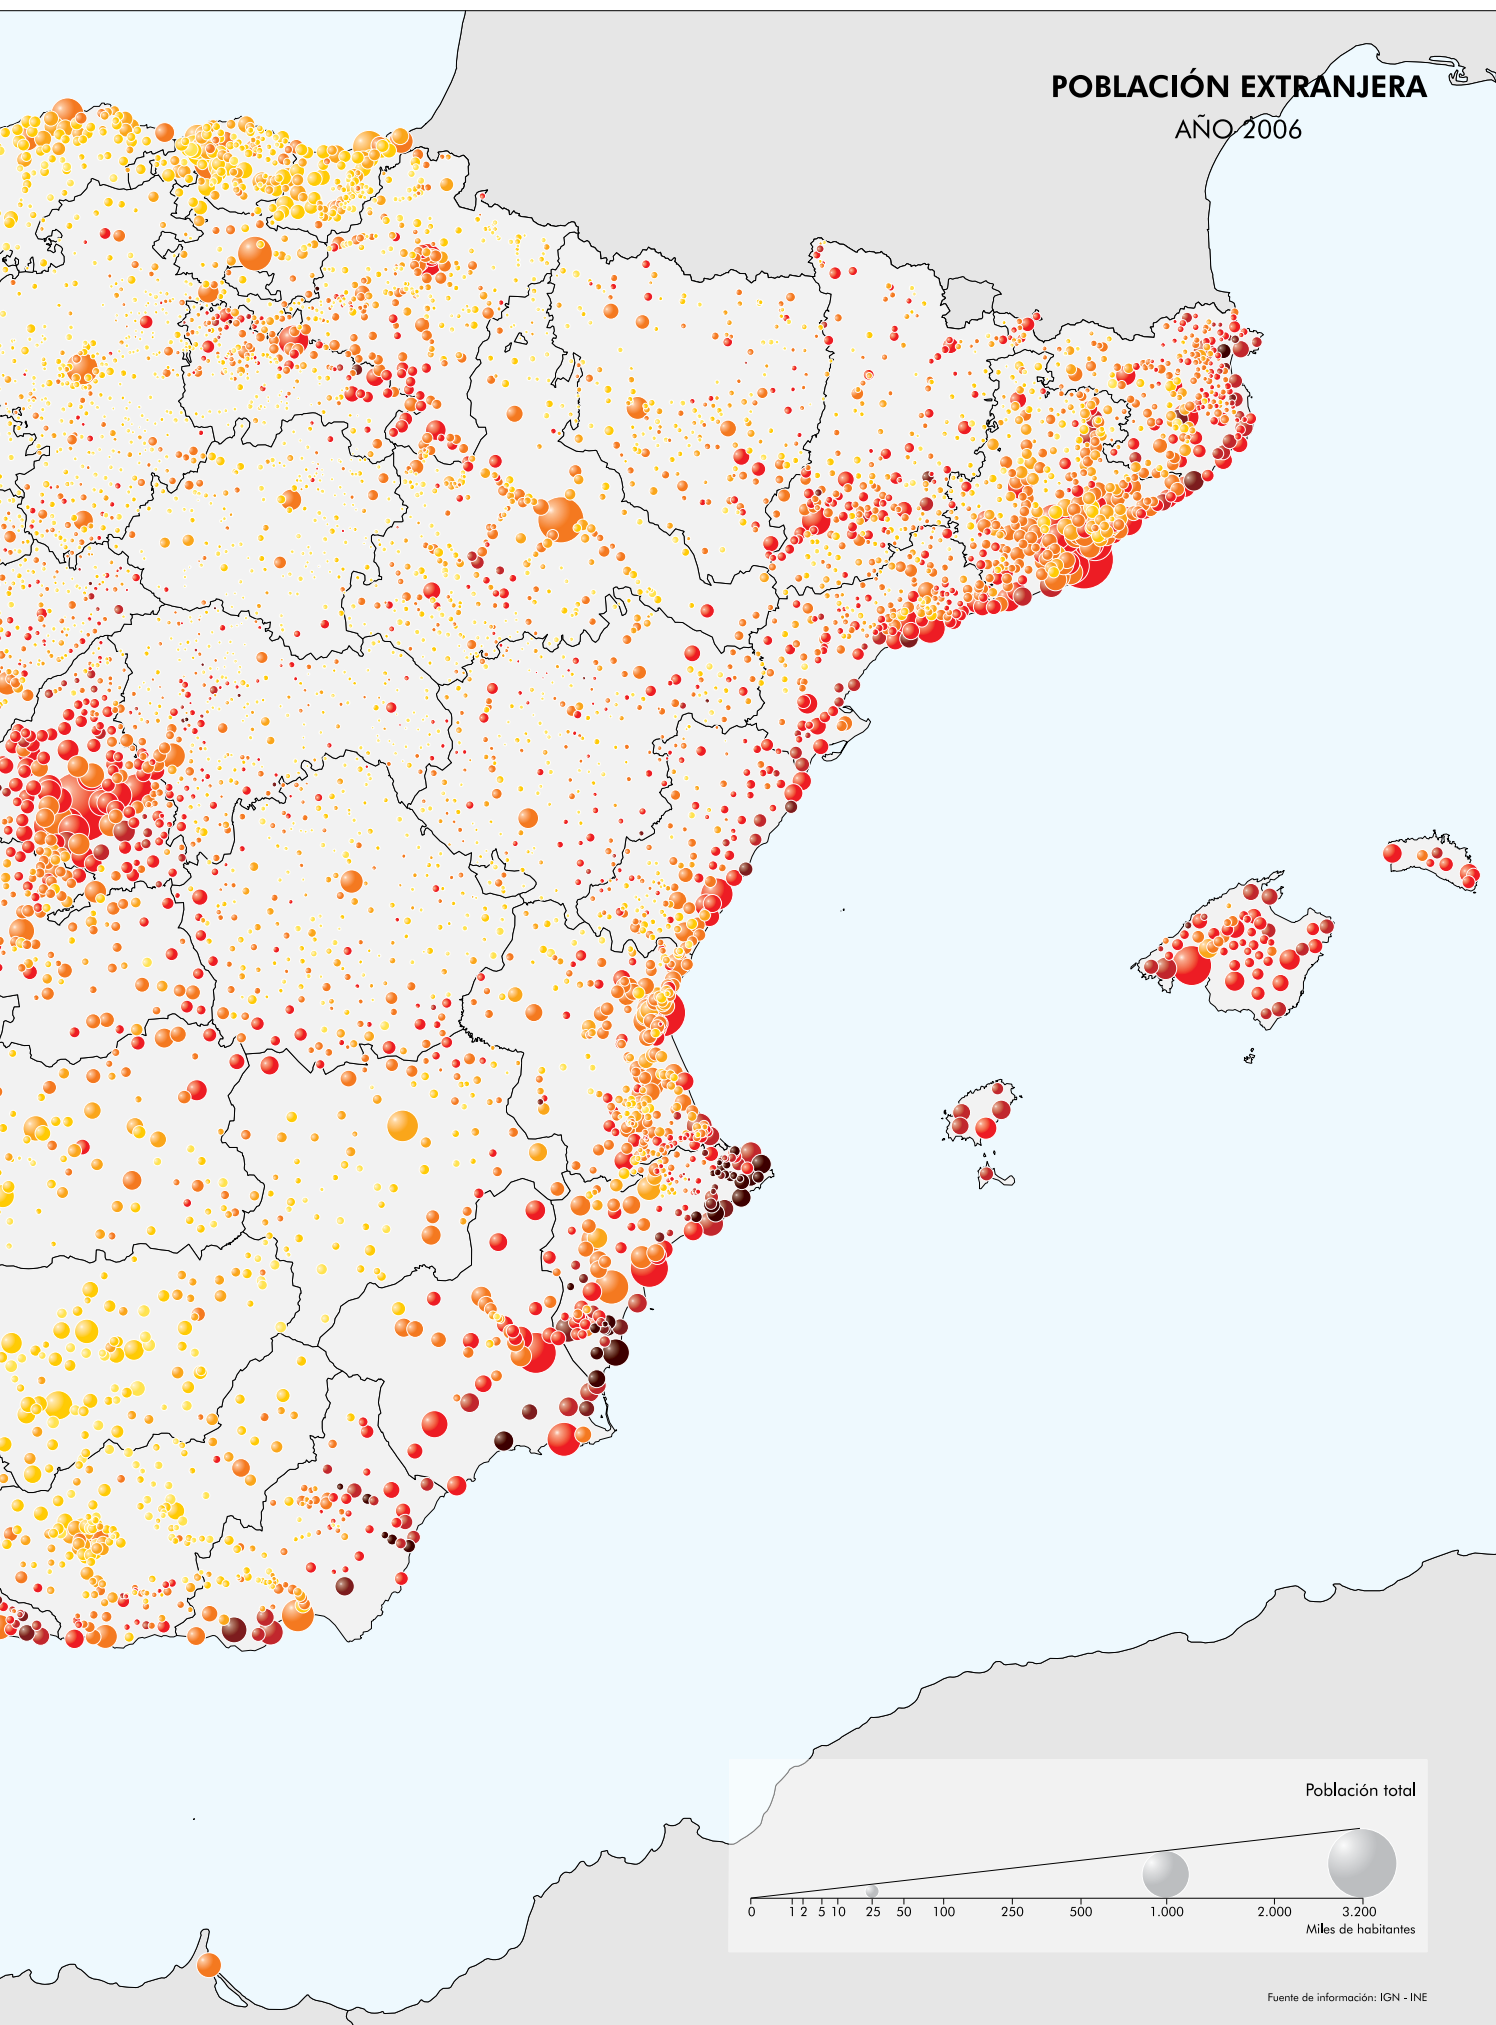 POBLACIÓN EXTRANJERA
AÑO 2006
Población total
0 1 2 5 10 25 50 100 250 500 1.000 2.000 3.200
Miles de habitantes
Fuente de información: IGN - INE